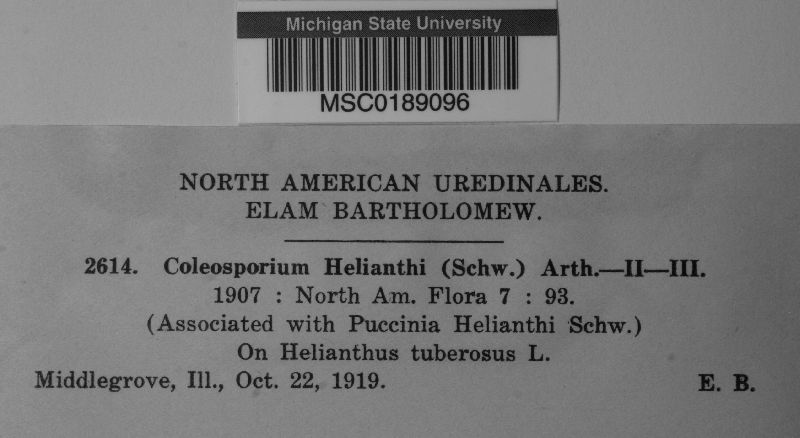 Michigan State University
MSC0189096
NORTH AMERICAN UREDINALES.
ELAM BARTHOLOMEW.
2614. Coleosporium Helianthi (Schw.) Arth.—II—III.
1907 : North Am. Flora 7 : 93.
(Associated with Puccinia Helianthi Schw.)
On Helianthus tuberosus L.
Middlegrove, Ill., Oct. 22, 1919. E. B.